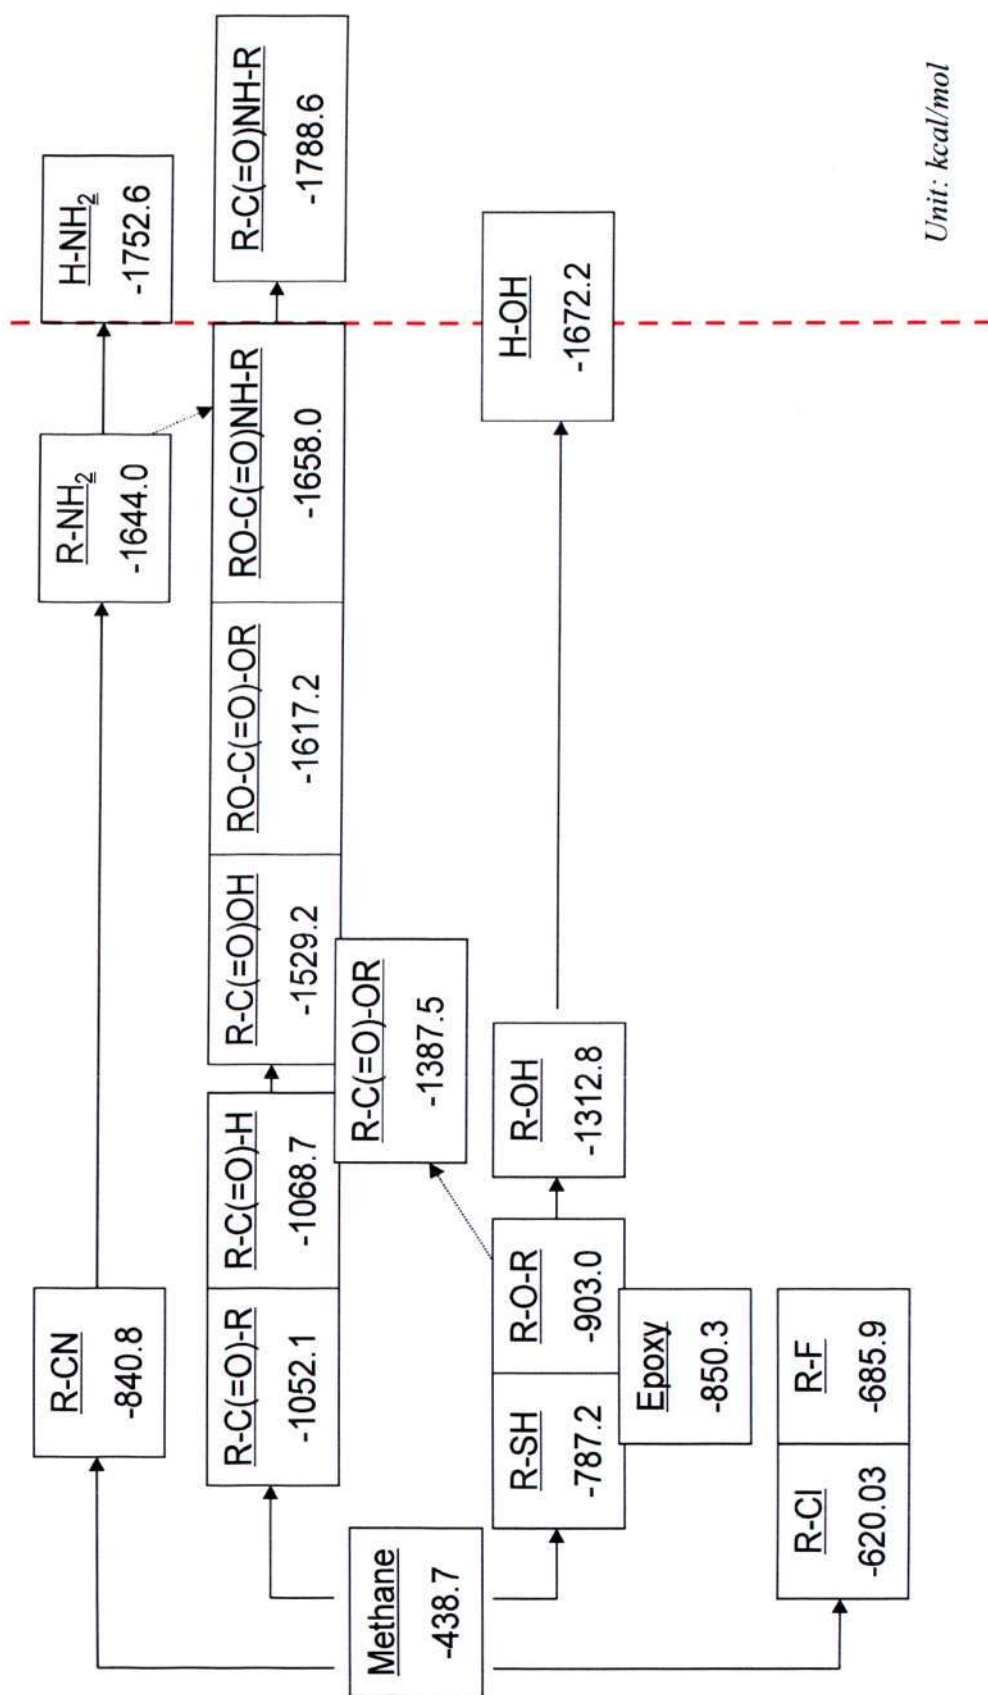 H-NH₂
-1752.6
R-NH₂
-1644.0
R-CN
-840.8
R-C(=O)NH-R
-1788.6
RO-C(=O)NH-R
-1658.0
RO-C(=O)-OR
-1617.2
R-C(=O)OH
-1529.2
R-C(=O)-H
-1068.7
R-C(=O)-R
-1052.1
R-C(=O)-OR
-1387.5
Methane
-438.7
H-OH
-1672.2
R-OH
-1312.8
R-O-R
-903.0
R-SH
-787.2
Epoxy
-850.3
R-F
-685.9
R-Cl
-620.03
Unit: kcal/mol